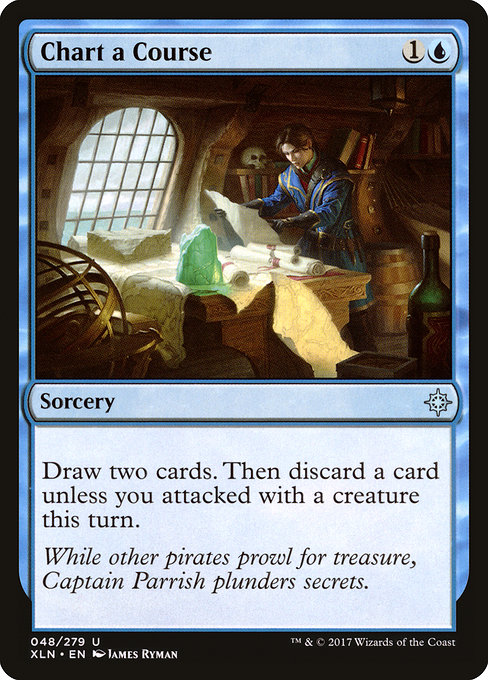 Chart a Course 1
Sorcery
Draw two cards. Then discard a card
unless you attacked with a creature
this turn.
While other pirates prowl for treasure,
Captain Parrish plunders secrets.
048/279 U
XLN • EN James Ryman
™ & © 2017 Wizards of the Coast